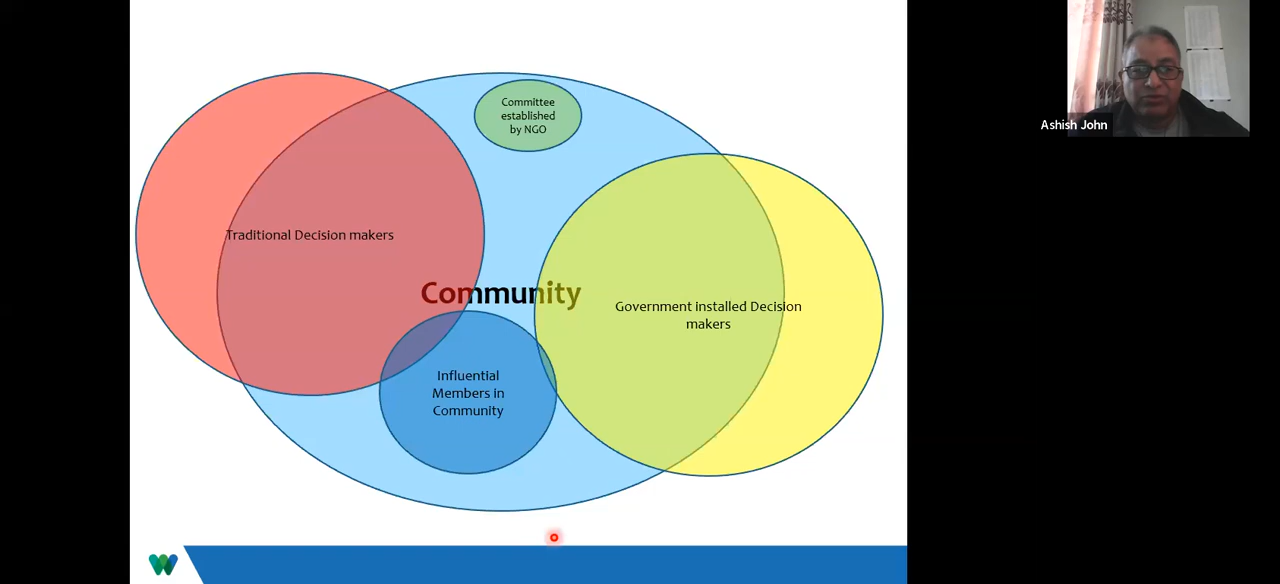 Committee
established
by NGO
Ashish John
Traditional Decision makers
Community
Government installed Decision
makers
Influential
Members in
Community